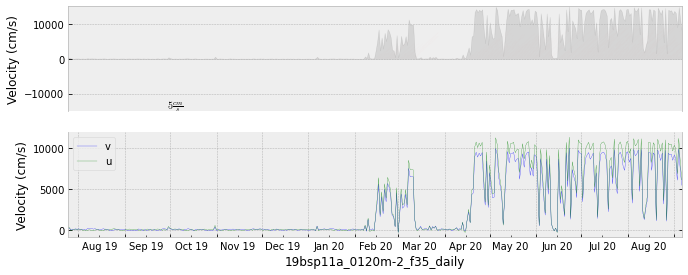 10000
0
−10000
Velocity (cm/s)
5 cm/s
10000
5000
0
Velocity (cm/s)
v
u
Aug 19 Sep 19 Oct 19 Nov 19 Dec 19 Jan 20 Feb 20 Mar 20 Apr 20 May 20 Jun 20 Jul 20 Aug 20
19bsp11a_0120m-2_f35_daily